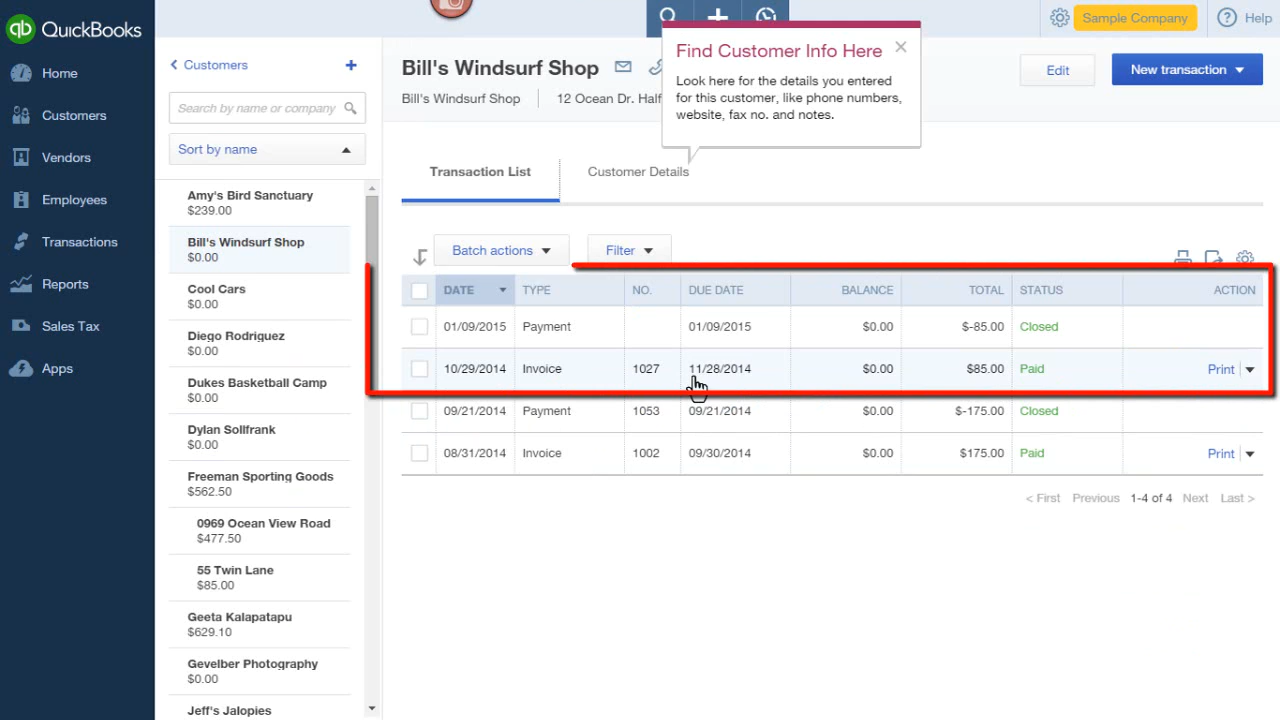 QuickBooks
Home
Customers
Vendors
Employees
Transactions
Reports
Sales Tax
Apps
Customers
Search by name or company
Sort by name
Amy's Bird Sanctuary
$239.00
Bill's Windsurf Shop
$0.00
Cool Cars
$0.00
Diego Rodriguez
$0.00
Dukes Basketball Camp
$0.00
Dylan Sollfrank
$0.00
Freeman Sporting Goods
$562.50
0969 Ocean View Road
$477.50
55 Twin Lane
$85.00
Geeta Kalapatapu
$629.10
Gevelber Photography
$0.00
Jeff's Jalopies
Sample Company
Help
Bill's Windsurf Shop
Bill's Windsurf Shop
12 Ocean Dr. Half
Find Customer Info Here
Look here for the details you entered
for this customer, like phone numbers,
website, fax no. and notes.
Edit
New transaction
Transaction List
Customer Details
Batch actions
Filter
DATE TYPE NO. DUE DATE BALANCE TOTAL STATUS ACTION
01/09/2015 Payment 01/09/2015 $0.00 $-85.00 Closed
10/29/2014 Invoice 1027 11/28/2014 $0.00 $85.00 Paid Print
09/21/2014 Payment 1053 09/21/2014 $0.00 $-175.00 Closed
08/31/2014 Invoice 1002 09/30/2014 $0.00 $175.00 Paid Print
< First Previous 1-4 of 4 Next Last >